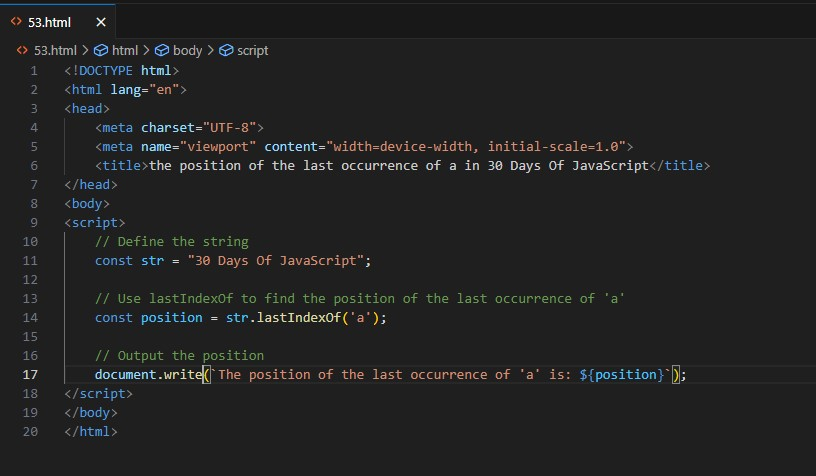 53.html
53.html > html > body > script
1 <!DOCTYPE html>
2 <html lang="en">
3 <head>
4     <meta charset="UTF-8">
5     <meta name="viewport" content="width=device-width, initial-scale=1.0">
6     <title>the position of the last occurrence of a in 30 Days Of JavaScript</title>
7 </head>
8 <body>
9 <script>
10     // Define the string
11     const str = "30 Days Of JavaScript";
12
13     // Use lastIndexOf to find the position of the last occurrence of 'a'
14     const position = str.lastIndexOf('a');
15
16     // Output the position
17     document.write(`The position of the last occurrence of 'a' is: ${position}`);
18 </script>
19 </body>
20 </html>